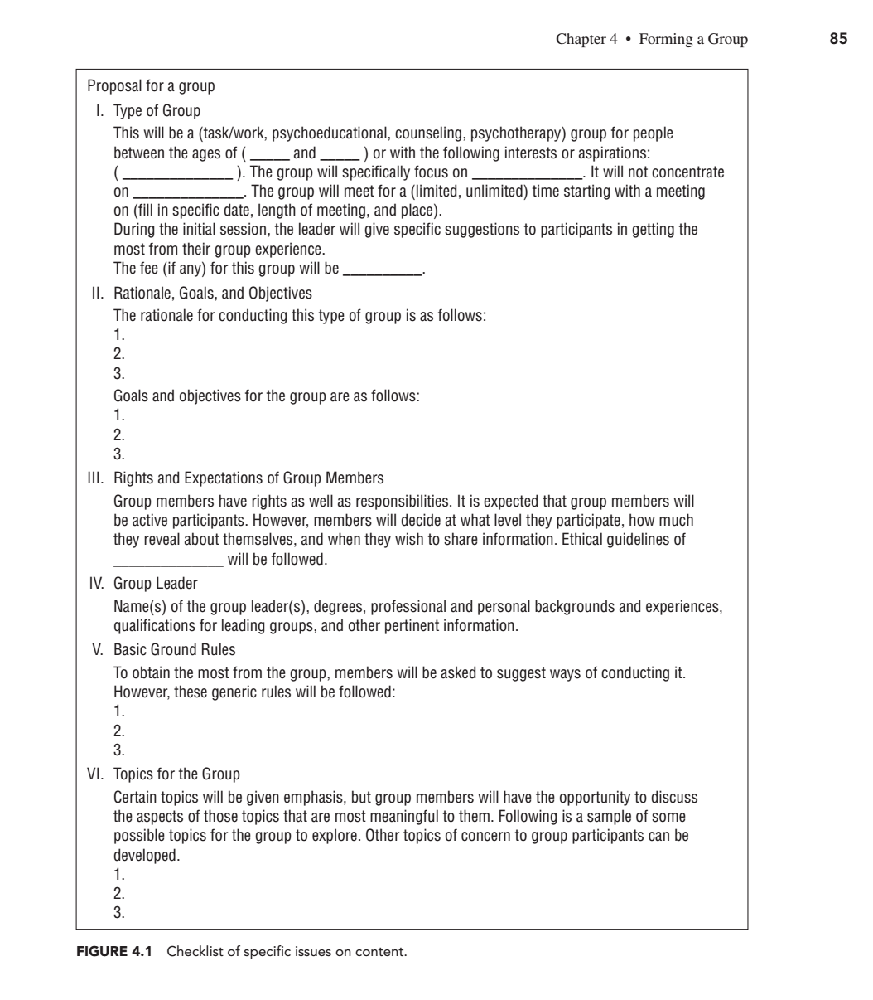 Chapter 4 • Forming a Group 85
Proposal for a group
I. Type of Group
This will be a (task/work, psychoeducational, counseling, psychotherapy) group for people
between the ages of ( _____ and _____ ) or with the following interests or aspirations:
( ______________ ). The group will specifically focus on ______________. It will not concentrate
on ______________. The group will meet for a (limited, unlimited) time starting with a meeting
on (fill in specific date, length of meeting, and place).
During the initial session, the leader will give specific suggestions to participants in getting the
most from their group experience.
The fee (if any) for this group will be __________.
II. Rationale, Goals, and Objectives
The rationale for conducting this type of group is as follows:
1.
2.
3.
Goals and objectives for the group are as follows:
1.
2.
3.
III. Rights and Expectations of Group Members
Group members have rights as well as responsibilities. It is expected that group members will
be active participants. However, members will decide at what level they participate, how much
they reveal about themselves, and when they wish to share information. Ethical guidelines of
______________ will be followed.
IV. Group Leader
Name(s) of the group leader(s), degrees, professional and personal backgrounds and experiences,
qualifications for leading groups, and other pertinent information.
V. Basic Ground Rules
To obtain the most from the group, members will be asked to suggest ways of conducting it.
However, these generic rules will be followed:
1.
2.
3.
VI. Topics for the Group
Certain topics will be given emphasis, but group members will have the opportunity to discuss
the aspects of those topics that are most meaningful to them. Following is a sample of some
possible topics for the group to explore. Other topics of concern to group participants can be
developed.
1.
2.
3.
FIGURE 4.1 Checklist of specific issues on content.